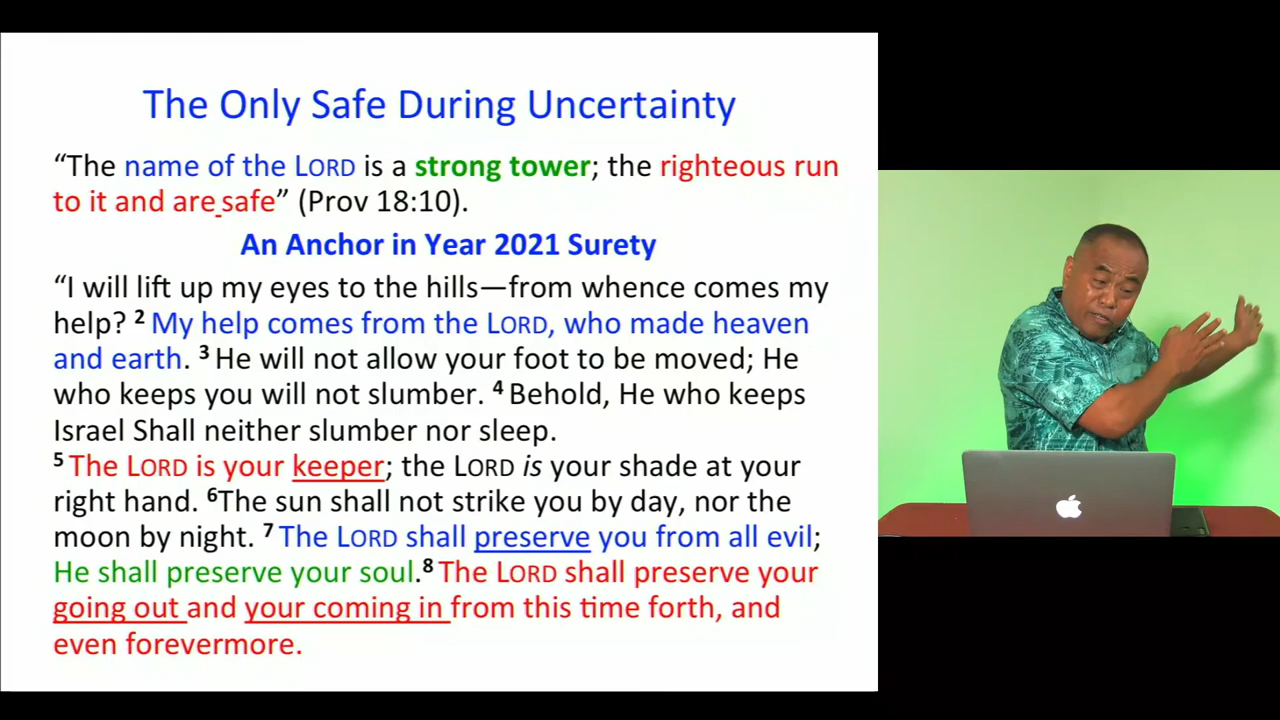 The Only Safe During Uncertainty
“The name of the LORD is a strong tower; the righteous run
to it and are safe” (Prov 18:10).
An Anchor in Year 2021 Surety
“I will lift up my eyes to the hills—from whence comes my
help? 2 My help comes from the LORD, who made heaven
and earth. 3 He will not allow your foot to be moved; He
who keeps you will not slumber. 4 Behold, He who keeps
Israel Shall neither slumber nor sleep.
5 The LORD is your keeper; the LORD is your shade at your
right hand. 6The sun shall not strike you by day, nor the
moon by night. 7 The LORD shall preserve you from all evil;
He shall preserve your soul.8 The LORD shall preserve your
going out and your coming in from this time forth, and
even forevermore.